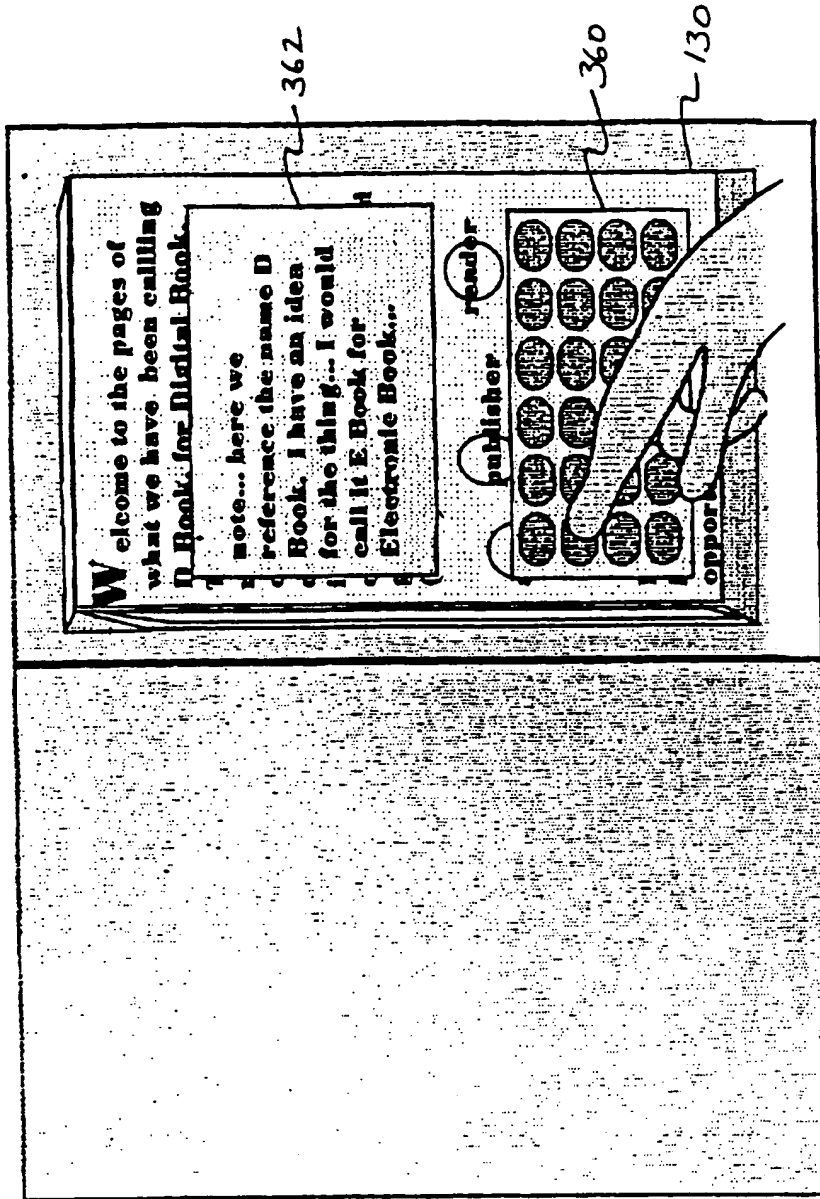 Welcome to the pages of
what we have been calling
D Book, for Digital Book.
note... here we
reference the name D
Book. I have an idea
for the thing... I would
call it E Book for
Electronic Book...
publisher
reader
oppor
362
360
130